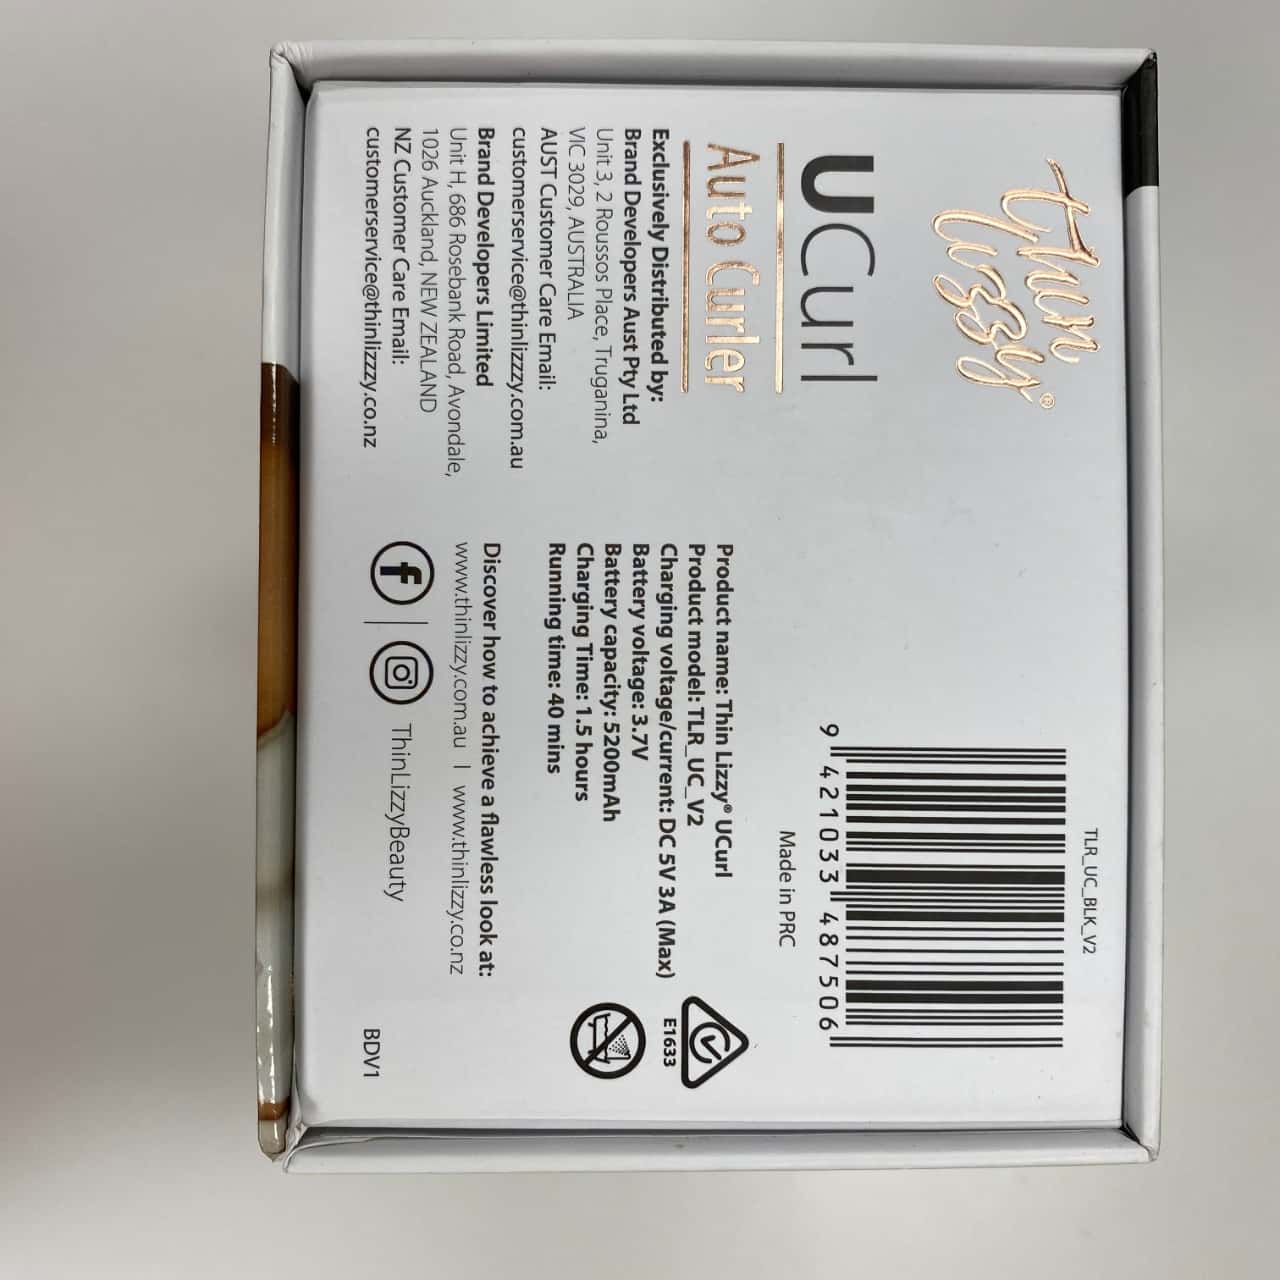 thin
lizzy®
UCurl
Auto Curler
Exclusively Distributed by:
Brand Developers Aust Pty Ltd
Unit 3, 2 Roussos Place, Truganina,
VIC 3029, AUSTRALIA
AUST Customer Care Email:
customerservice@thinlizzy.com.au
Brand Developers Limited
Unit H, 686 Rosebank Road, Avondale,
1026 Auckland, NEW ZEALAND
NZ Customer Care Email:
customerservice@thinlizzy.co.nz
TLR_UC_BLK_V2
9 421033 487506
Made in PRC
Product name: Thin Lizzy® UCurl
Product model: TLR_UC_V2
Charging voltage/current: DC 5V 3A (Max)
Battery voltage: 3.7V
Battery capacity: 5200mAh
Charging Time: 1.5 hours
Running time: 40 mins
E1633
Discover how to achieve a flawless look at:
www.thinlizzy.com.au | www.thinlizzy.co.nz
ThinLizzyBeauty
BDV1